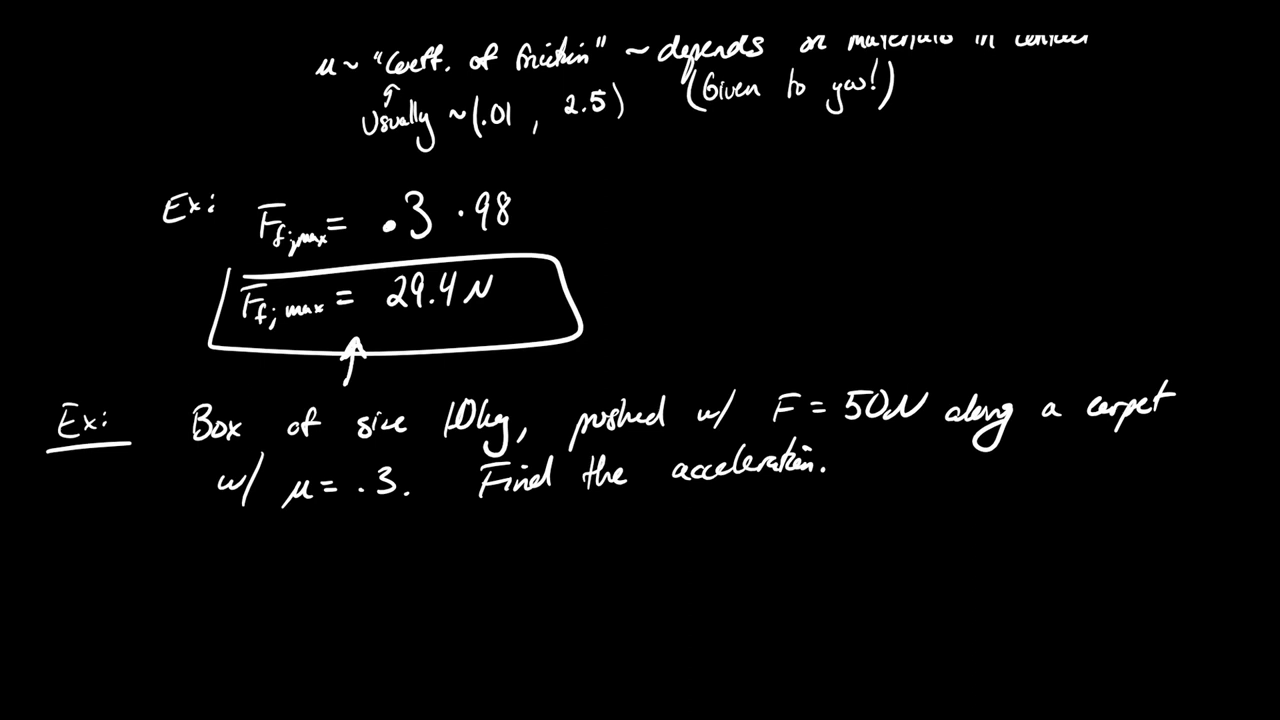 μ ~ "Coeff. of friction" ~ depends on materials in contact
↑
Usually ~(.01 , 2.5) (Given to you!)
Ex: F_f;max = .3 · 98
F_f;max = 29.4 N
↑
Ex: Box of size 10kg, pushed w/ F = 50N along a carpet
w/ μ = .3. Find the acceleration.